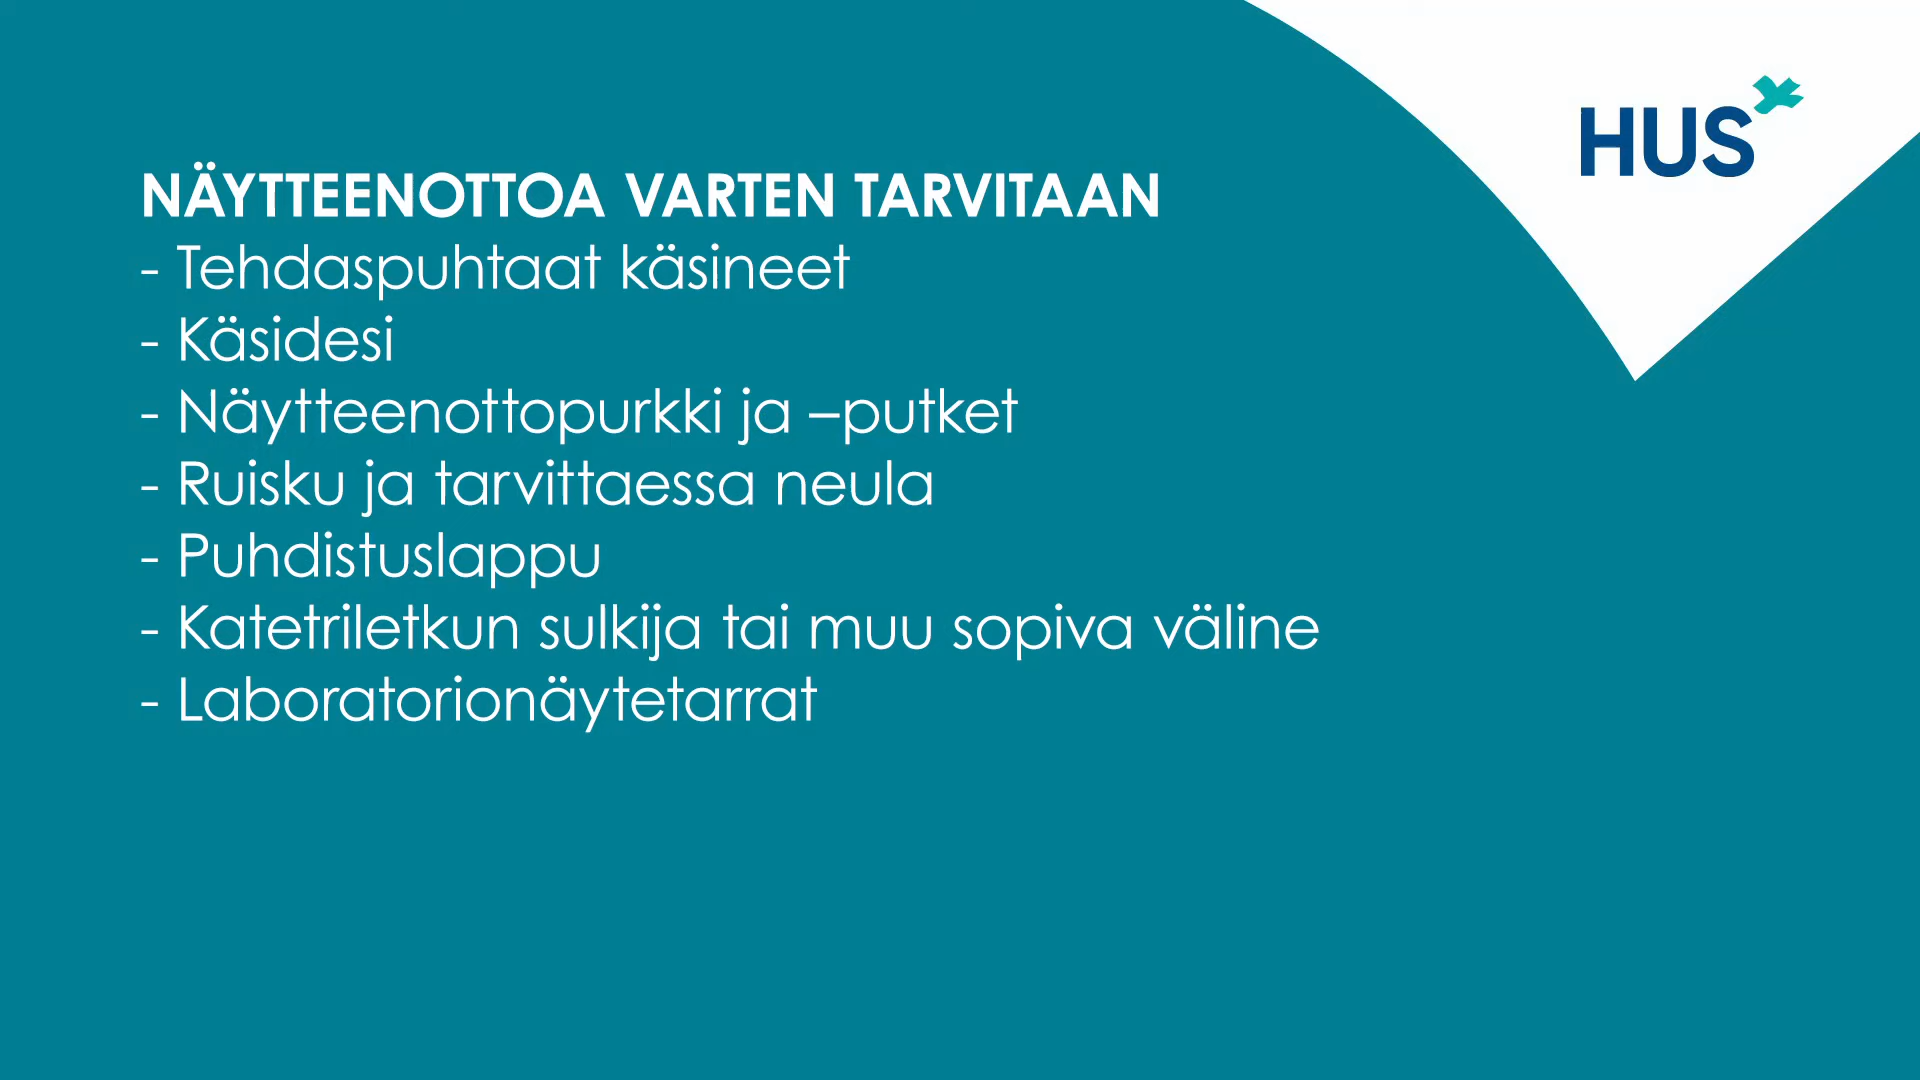 HUS
NÄYTTEENOTTOA VARTEN TARVITAAN
- Tehdaspuhtaat käsineet
- Käsidesi
- Näytteenottopurkki ja –putket
- Ruisku ja tarvittaessa neula
- Puhdistuslappu
- Katetriletkun sulkija tai muu sopiva väline
- Laboratorionäytetarrat